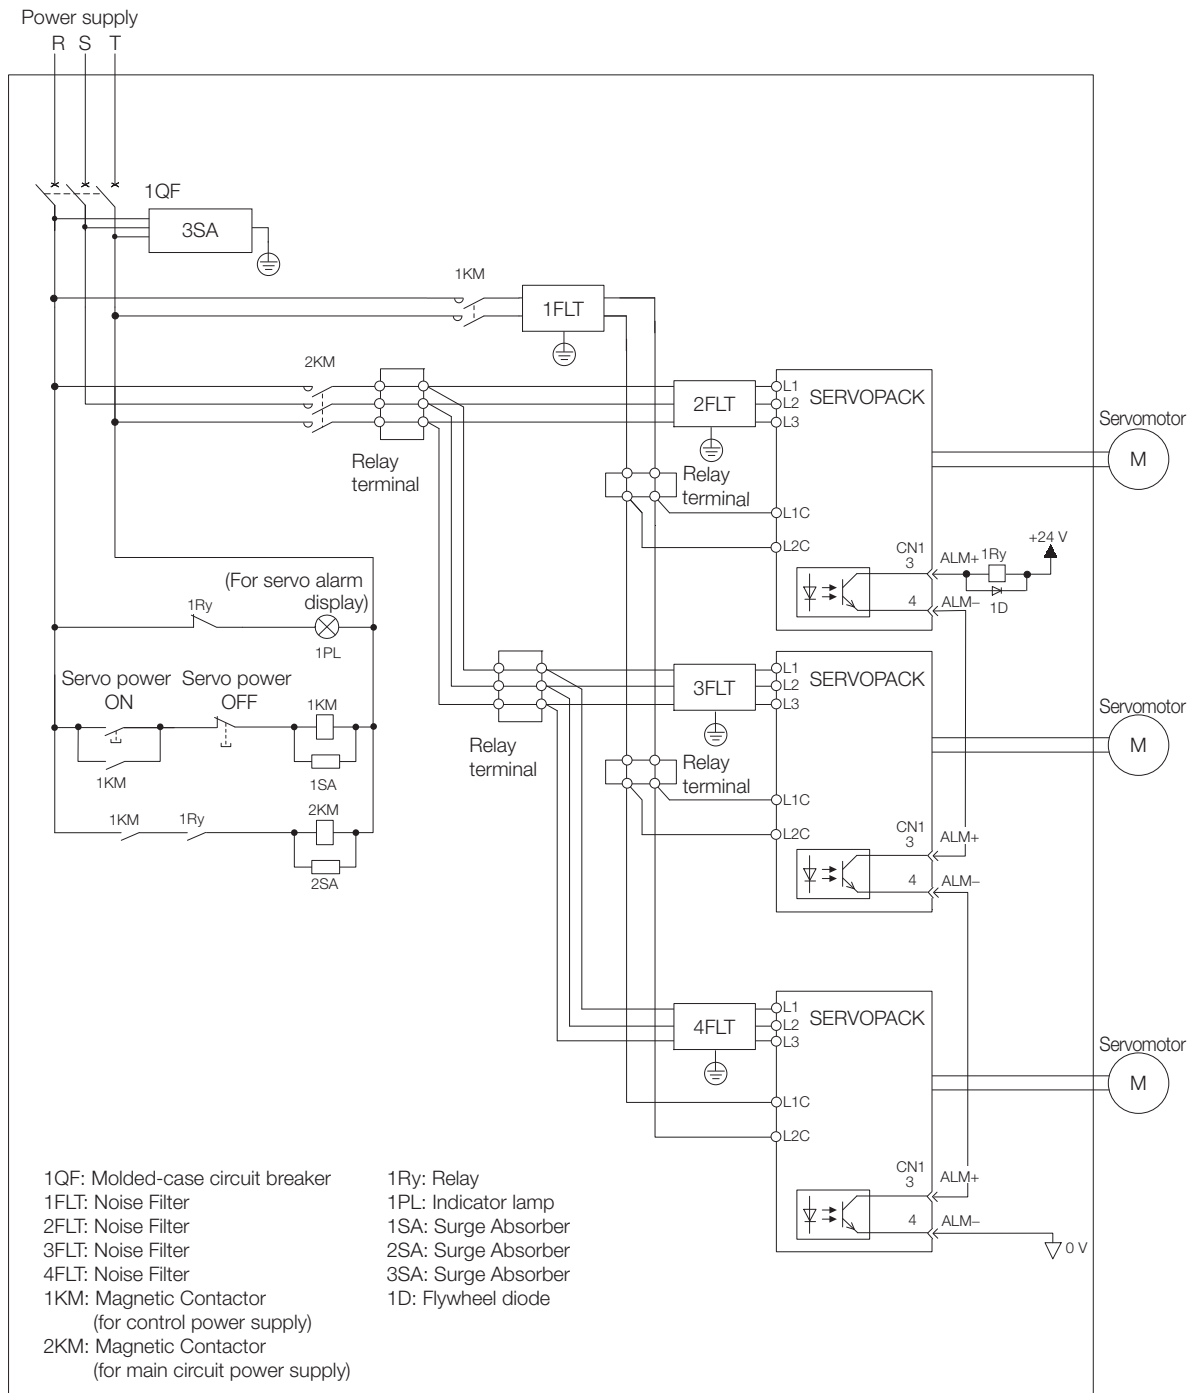 Power supply
R S T
1QF
3SA
1KM
1FLT
2KM
2FLT
L1
L2
L3
SERVOPACK
Servomotor
M
Relay
terminal
Relay
terminal
L1C
L2C
CN1
3
ALM+
1Ry
+24 V
4
ALM–
1D
(For servo alarm
display)
1Ry
1PL
Servo power
ON
Servo power
OFF
1KM
1KM
1SA
1KM
1Ry
2KM
2SA
3FLT
L1
L2
L3
SERVOPACK
Servomotor
M
Relay
terminal
Relay
terminal
L1C
L2C
CN1
3
ALM+
4
ALM–
4FLT
L1
L2
L3
SERVOPACK
Servomotor
M
L1C
L2C
CN1
3
ALM+
4
ALM–
0 V
1QF: Molded-case circuit breaker
1FLT: Noise Filter
2FLT: Noise Filter
3FLT: Noise Filter
4FLT: Noise Filter
1KM: Magnetic Contactor
(for control power supply)
2KM: Magnetic Contactor
(for main circuit power supply)
1Ry: Relay
1PL: Indicator lamp
1SA: Surge Absorber
2SA: Surge Absorber
3SA: Surge Absorber
1D: Flywheel diode